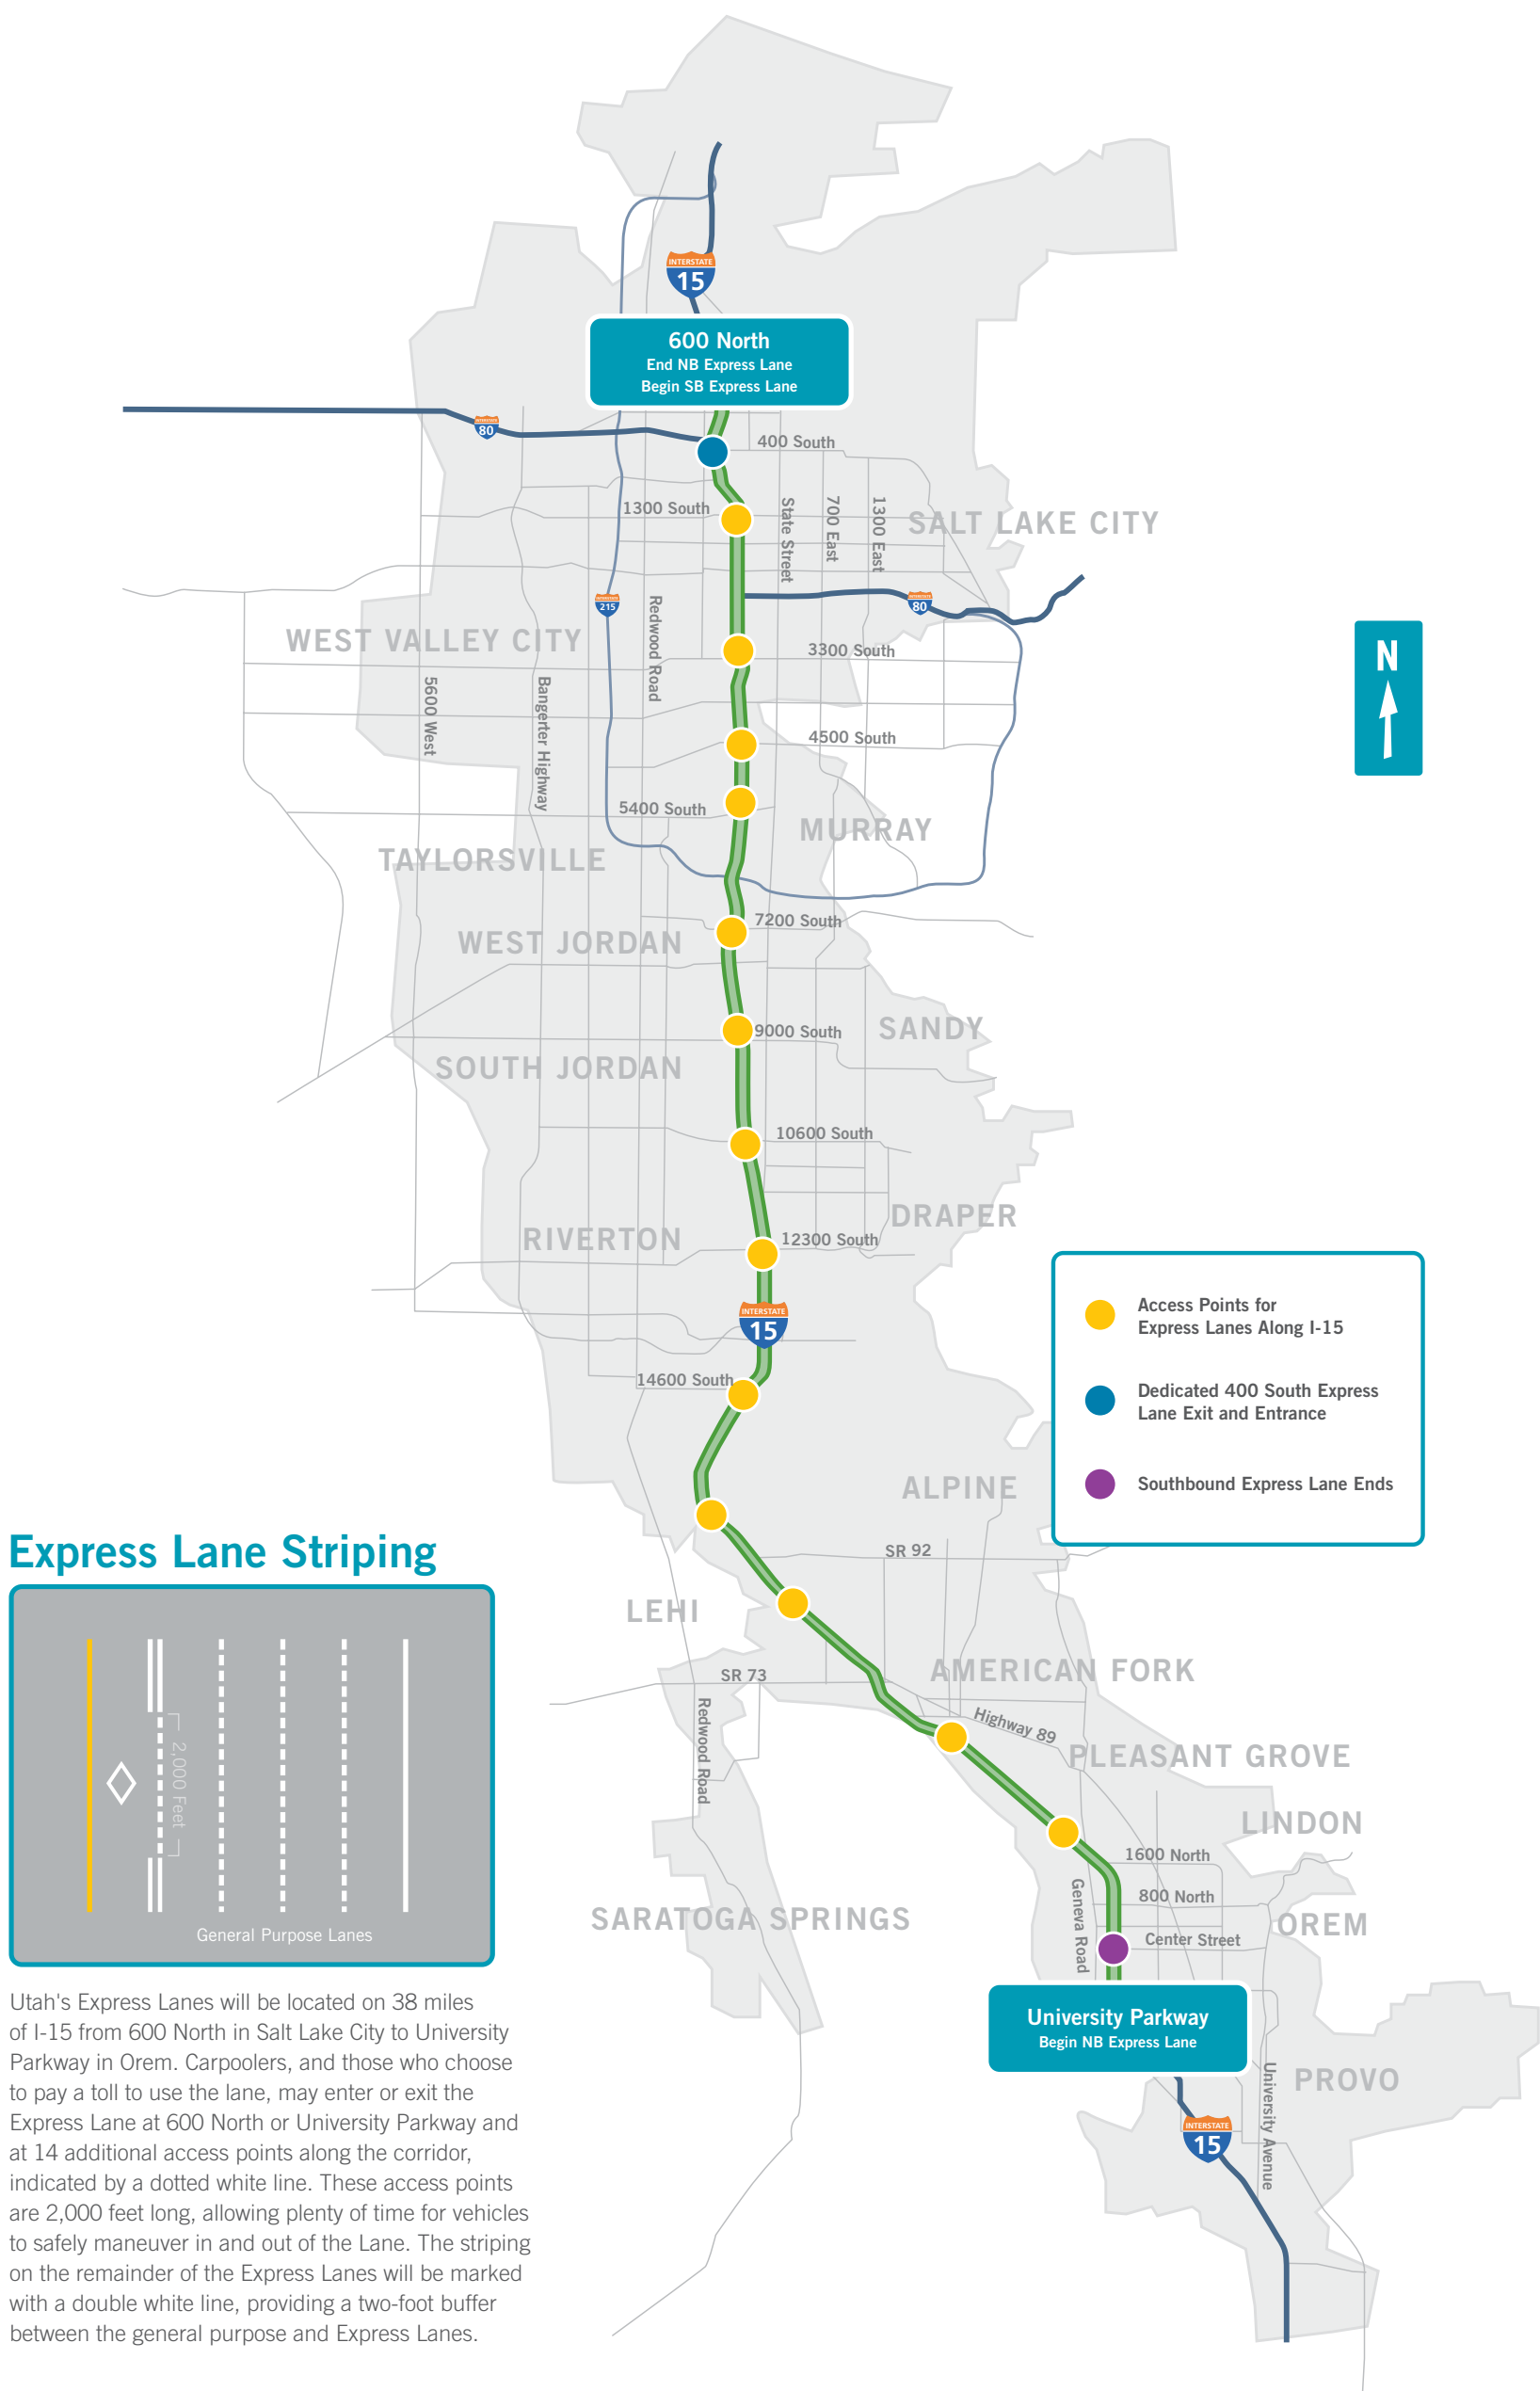 INTERSTATE
15
600 North
End NB Express Lane
Begin SB Express Lane
INTERSTATE
80
400 South
1300 South
State Street
700 East
1300 East
SALT LAKE CITY
INTERSTATE
215
INTERSTATE
80
Redwood Road
WEST VALLEY CITY
3300 South
N
5600 West
Bangerter Highway
4500 South
5400 South
MURRAY
TAYLORSVILLE
7200 South
WEST JORDAN
SANDY
9000 South
SOUTH JORDAN
10600 South
DRAPER
RIVERTON
12300 South
INTERSTATE
15
Access Points for
Express Lanes Along I-15
Dedicated 400 South Express
Lane Exit and Entrance
Southbound Express Lane Ends
14600 South
ALPINE
SR 92
LEHI
AMERICAN FORK
SR 73
Redwood Road
Highway 89
PLEASANT GROVE
LINDON
1600 North
800 North
Geneva Road
SARATOGA SPRINGS
OREM
Center Street
University Parkway
Begin NB Express Lane
University Avenue
PROVO
INTERSTATE
15
Express Lane Striping
2,000 Feet
General Purpose Lanes
Utah's Express Lanes will be located on 38 miles
of I-15 from 600 North in Salt Lake City to University
Parkway in Orem. Carpoolers, and those who choose
to pay a toll to use the lane, may enter or exit the
Express Lane at 600 North or University Parkway and
at 14 additional access points along the corridor,
indicated by a dotted white line. These access points
are 2,000 feet long, allowing plenty of time for vehicles
to safely maneuver in and out of the Lane. The striping
on the remainder of the Express Lanes will be marked
with a double white line, providing a two-foot buffer
between the general purpose and Express Lanes.